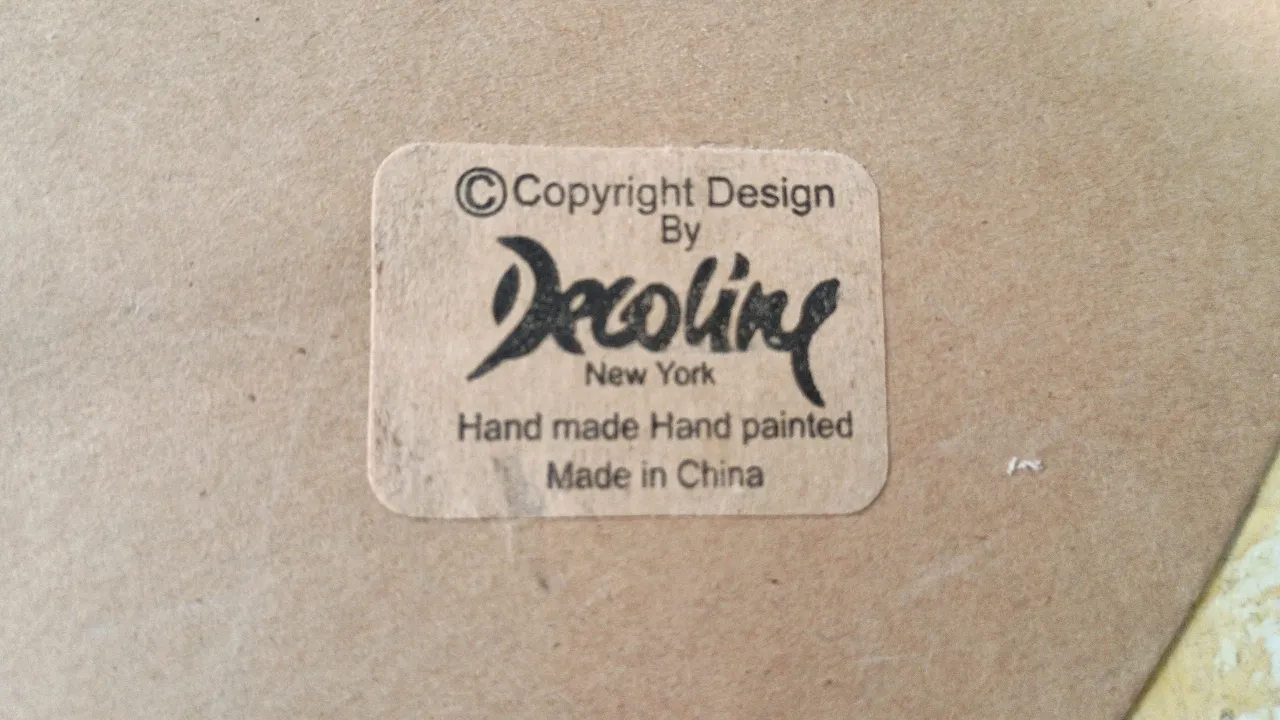 © Copyright Design
By
Decoline
New York
Hand made Hand painted
Made in China